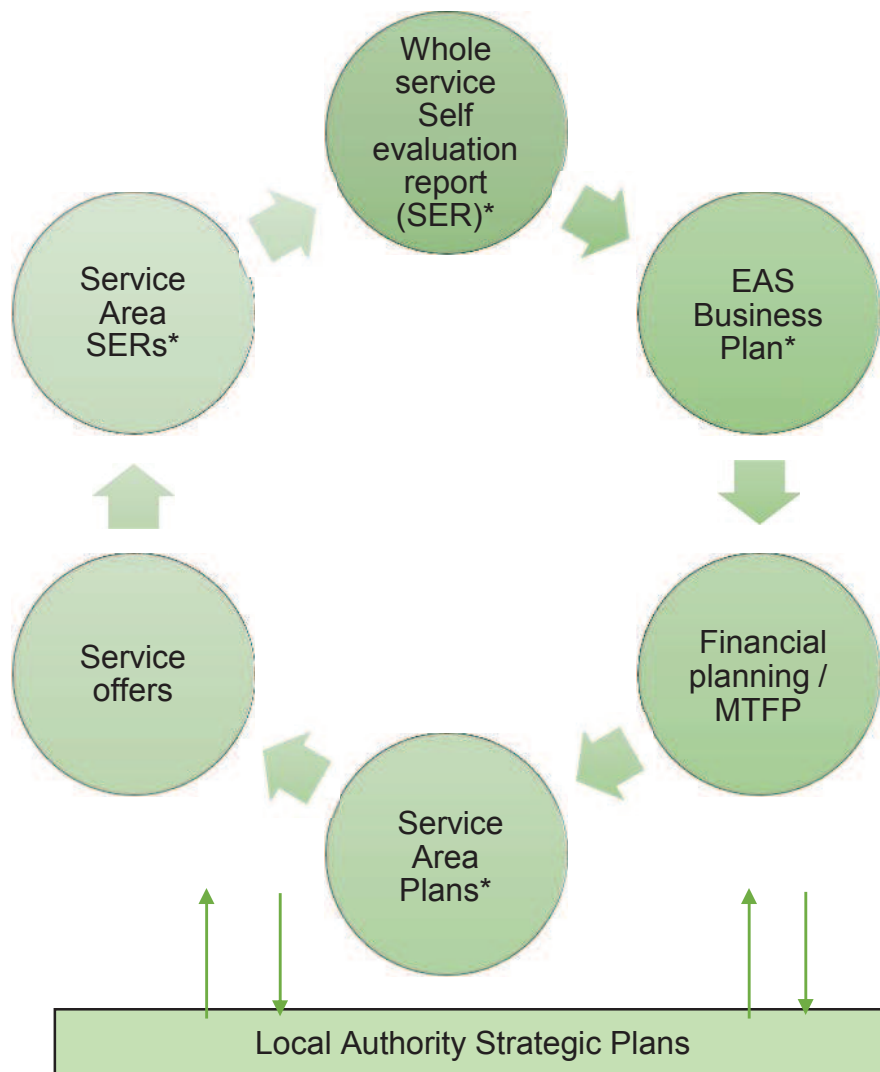 Whole
service
Self
evaluation
report
(SER)*
EAS
Business
Plan*
Financial
planning /
MTFP
Service
Area
Plans*
Service
offers
Service
Area
SERs*
Local Authority Strategic Plans